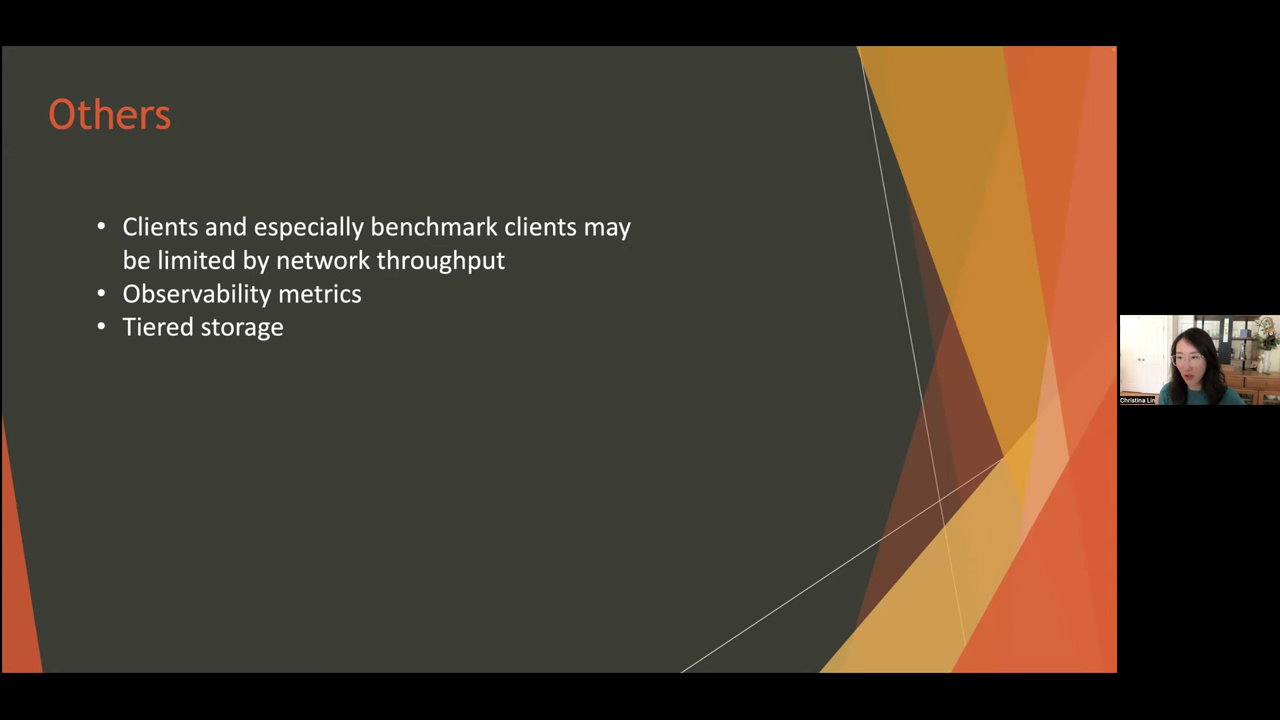 Others
• Clients and especially benchmark clients may
be limited by network throughput
• Observability metrics
• Tiered storage
Christina Lin